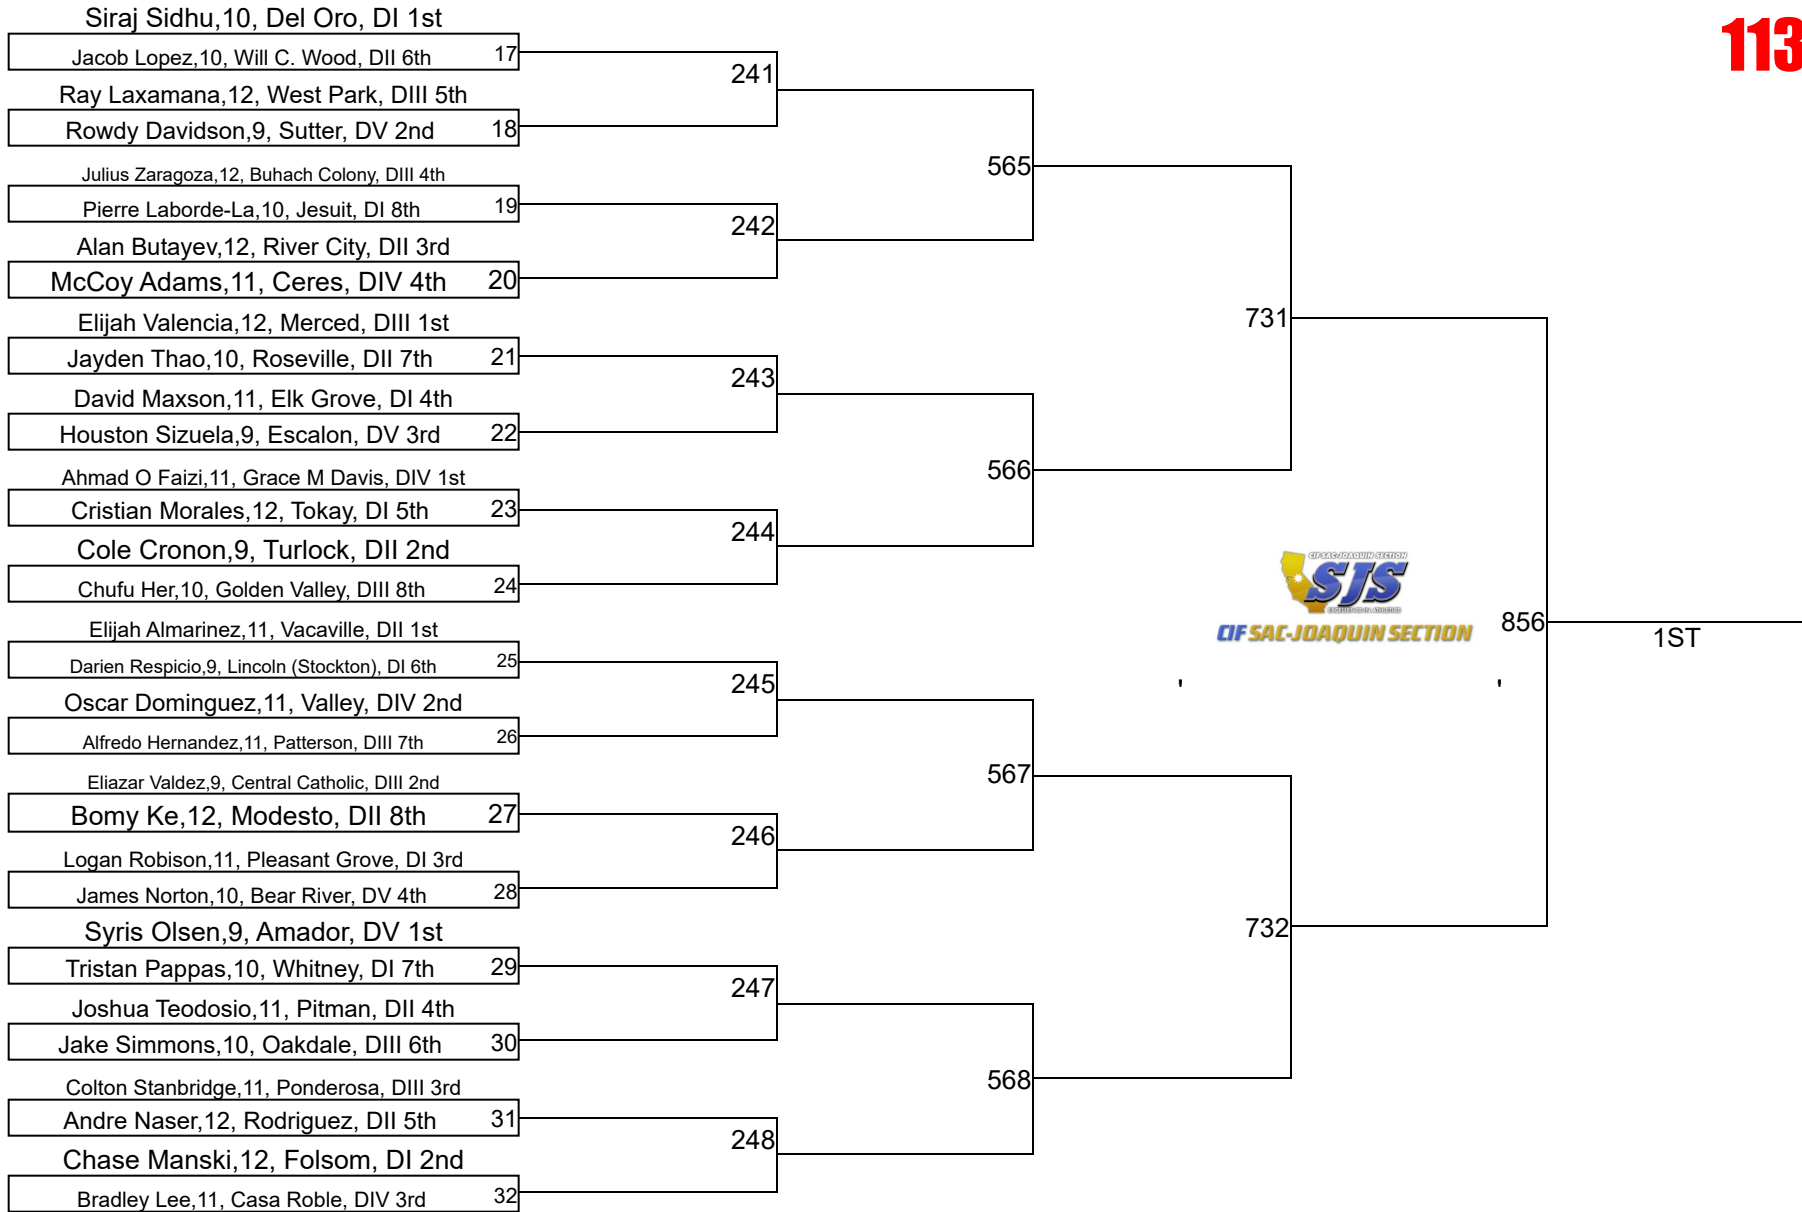 113
Siraj Sidhu,10, Del Oro, DI 1st
Jacob Lopez,10, Will C. Wood, DII 6th 17
241
Ray Laxamana,12, West Park, DIII 5th
Rowdy Davidson,9, Sutter, DV 2nd 18
565
Julius Zaragoza,12, Buhach Colony, DIII 4th
Pierre Laborde-La,10, Jesuit, DI 8th 19
242
Alan Butayev,12, River City, DII 3rd
McCoy Adams,11, Ceres, DIV 4th 20
731
Elijah Valencia,12, Merced, DIII 1st
Jayden Thao,10, Roseville, DII 7th 21
243
David Maxson,11, Elk Grove, DI 4th
Houston Sizuela,9, Escalon, DV 3rd 22
566
Ahmad O Faizi,11, Grace M Davis, DIV 1st
Cristian Morales,12, Tokay, DI 5th 23
244
Cole Cronon,9, Turlock, DII 2nd
Chufu Her,10, Golden Valley, DIII 8th 24
CIF SAC-JOAQUIN SECTION
SJS
EXCELLENCE IN ATHLETICS
CIF SAC-JOAQUIN SECTION
856
1ST
' '
Elijah Almarinez,11, Vacaville, DII 1st
Darien Respicio,9, Lincoln (Stockton), DI 6th 25
245
Oscar Dominguez,11, Valley, DIV 2nd
Alfredo Hernandez,11, Patterson, DIII 7th 26
567
Eliazar Valdez,9, Central Catholic, DIII 2nd
Bomy Ke,12, Modesto, DII 8th 27
246
Logan Robison,11, Pleasant Grove, DI 3rd
James Norton,10, Bear River, DV 4th 28
732
Syris Olsen,9, Amador, DV 1st
Tristan Pappas,10, Whitney, DI 7th 29
247
Joshua Teodosio,11, Pitman, DII 4th
Jake Simmons,10, Oakdale, DIII 6th 30
568
Colton Stanbridge,11, Ponderosa, DIII 3rd
Andre Naser,12, Rodriguez, DII 5th 31
248
Chase Manski,12, Folsom, DI 2nd
Bradley Lee,11, Casa Roble, DIV 3rd 32